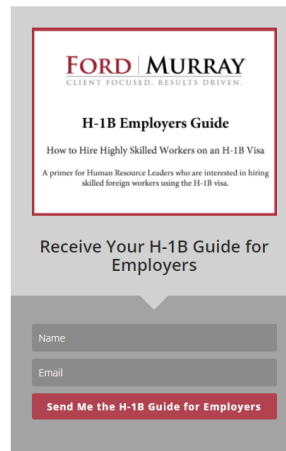 FORD | MURRAY
CLIENT FOCUSED. RESULTS DRIVEN.
H-1B Employers Guide
How to Hire Highly Skilled Workers on an H-1B Visa
A primer for Human Resource Leaders who are interested in hiring
skilled foreign workers using the H-1B visa.
Receive Your H-1B Guide for
Employers
Name
Email
Send Me the H-1B Guide for Employers